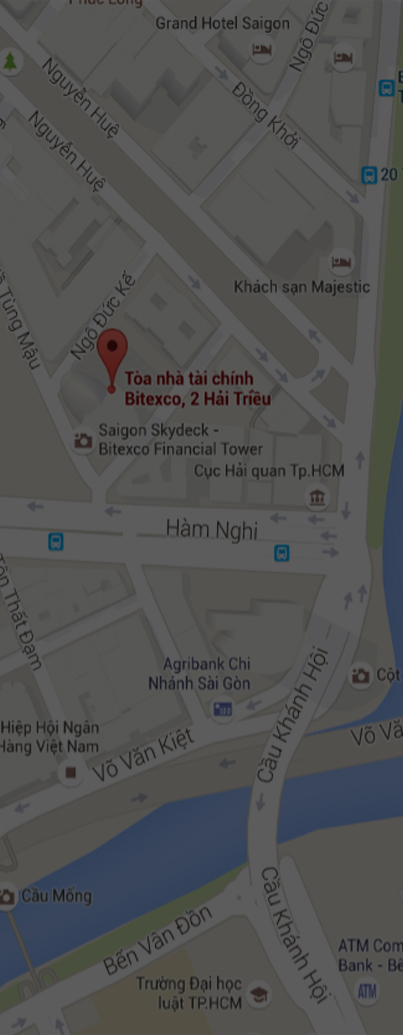 Phúc Long
Grand Hotel Saigon
Ngô Đức
Nguyễn Huệ
Đồng Khởi
Nguyễn Huệ
20
Khách sạn Majestic
Ngô Đức Kế
Tùng Mậu
Tòa nhà tài chính
Bitexco, 2 Hải Triều
Saigon Skydeck -
Bitexco Financial Tower
Cục Hải quan Tp.HCM
Hàm Nghi
Tôn Thất Đạm
Agribank Chi
Nhánh Sài Gòn
Cầu Khánh Hội
Cột
Hiệp Hội Ngân
Hàng Việt Nam
Võ Văn Kiệt
Võ Vă
Cầu Mống
Cầu Khánh Hội
Bến Vân Đồn
ATM Com
Bank - Bế
Trường Đại học
luật TP.HCM
ATM